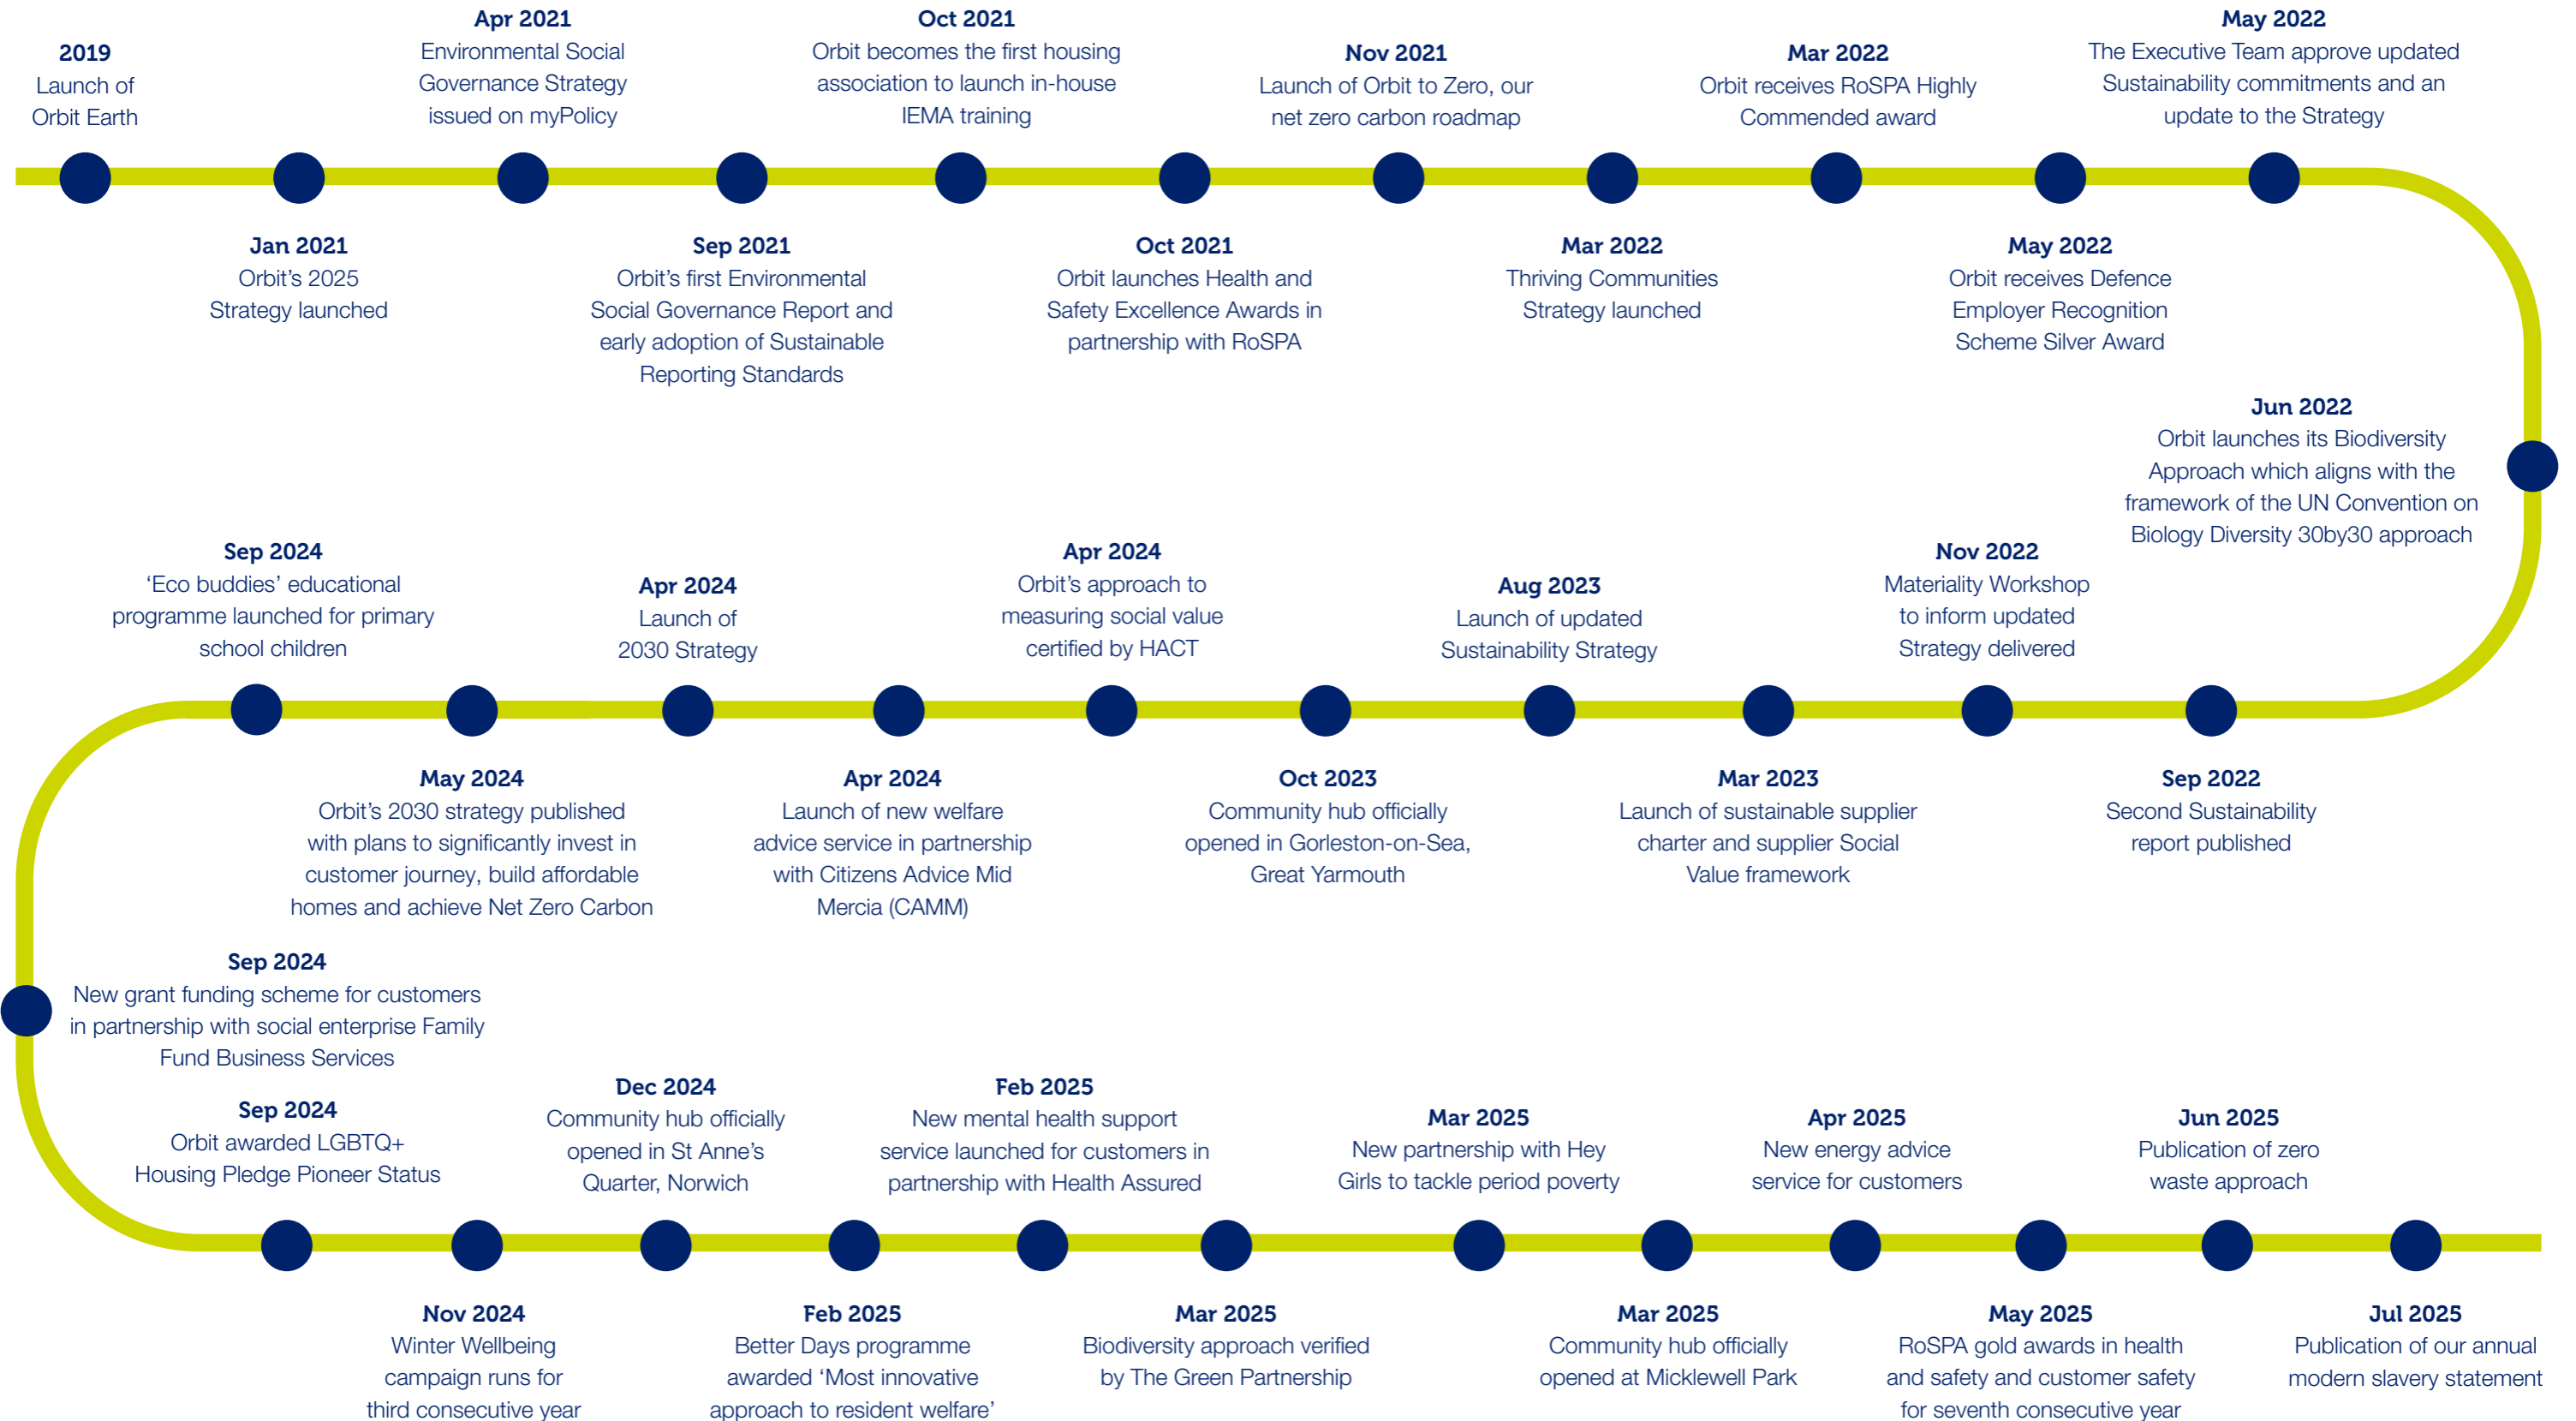 2019
Launch of
Orbit Earth
Jan 2021
Orbit's 2025
Strategy launched
Apr 2021
Environmental Social
Governance Strategy
issued on myPolicy
Sep 2021
Orbit's first Environmental
Social Governance Report and
early adoption of Sustainable
Reporting Standards
Oct 2021
Orbit becomes the first housing
association to launch in-house
IEMA training
Oct 2021
Orbit launches Health and
Safety Excellence Awards in
partnership with RoSPA
Nov 2021
Launch of Orbit to Zero, our
net zero carbon roadmap
Mar 2022
Thriving Communities
Strategy launched
Mar 2022
Orbit receives RoSPA Highly
Commended award
May 2022
Orbit receives Defence
Employer Recognition
Scheme Silver Award
May 2022
The Executive Team approve updated
Sustainability commitments and an
update to the Strategy
Jun 2022
Orbit launches its Biodiversity
Approach which aligns with the
framework of the UN Convention on
Biology Diversity 30by30 approach
Sep 2022
Second Sustainability
report published
Nov 2022
Materiality Workshop
to inform updated
Strategy delivered
Mar 2023
Launch of sustainable supplier
charter and supplier Social
Value framework
Aug 2023
Launch of updated
Sustainability Strategy
Oct 2023
Community hub officially
opened in Gorleston-on-Sea,
Great Yarmouth
Apr 2024
Orbit's approach to
measuring social value
certified by HACT
Apr 2024
Launch of new welfare
advice service in partnership
with Citizens Advice Mid
Mercia (CAMM)
Apr 2024
Launch of
2030 Strategy
May 2024
Orbit's 2030 strategy published
with plans to significantly invest in
customer journey, build affordable
homes and achieve Net Zero Carbon
Sep 2024
‘Eco buddies’ educational
programme launched for primary
school children
Sep 2024
New grant funding scheme for customers
in partnership with social enterprise Family
Fund Business Services
Sep 2024
Orbit awarded LGBTQ+
Housing Pledge Pioneer Status
Nov 2024
Winter Wellbeing
campaign runs for
third consecutive year
Dec 2024
Community hub officially
opened in St Anne's
Quarter, Norwich
Feb 2025
Better Days programme
awarded ‘Most innovative
approach to resident welfare’
Feb 2025
New mental health support
service launched for customers in
partnership with Health Assured
Mar 2025
Biodiversity approach verified
by The Green Partnership
Mar 2025
New partnership with Hey
Girls to tackle period poverty
Mar 2025
Community hub officially
opened at Micklewell Park
Apr 2025
New energy advice
service for customers
May 2025
RoSPA gold awards in health
and safety and customer safety
for seventh consecutive year
Jun 2025
Publication of zero
waste approach
Jul 2025
Publication of our annual
modern slavery statement